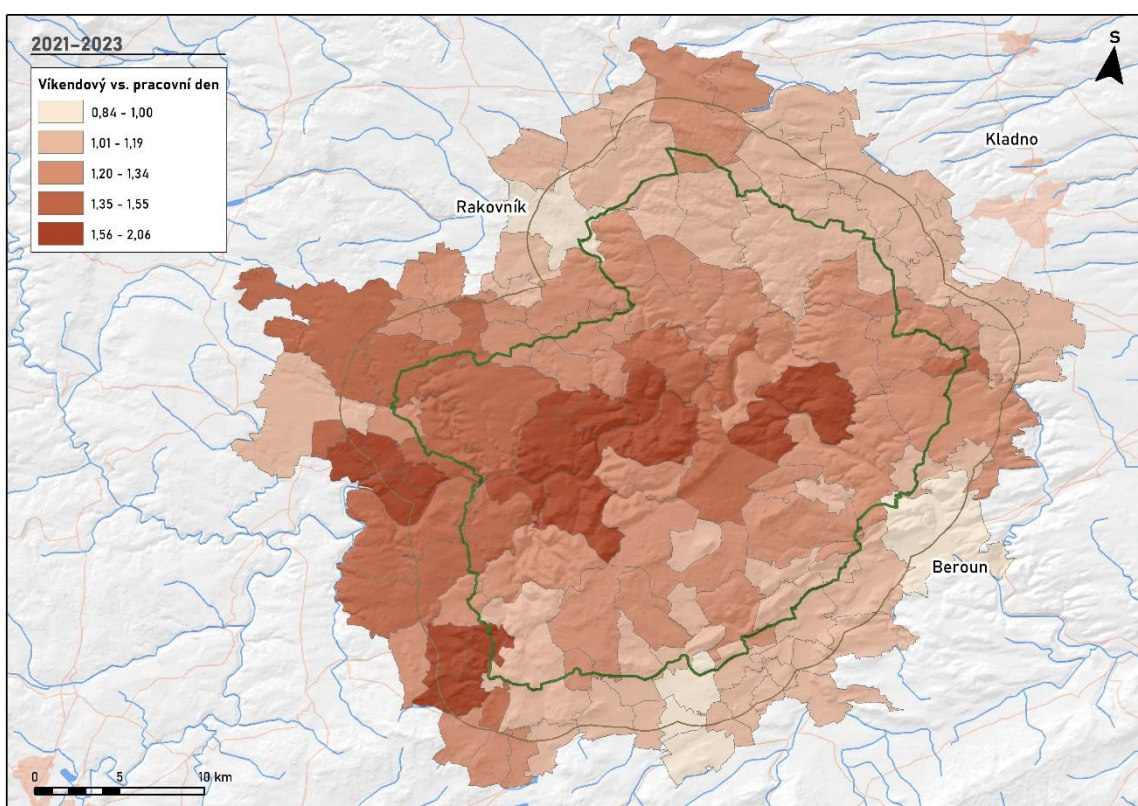 2021–2023
Víkendový vs. pracovní den
0,84 - 1,00
1,01 - 1,19
1,20 - 1,34
1,35 - 1,55
1,56 - 2,06
S
Kladno
Rakovník
Beroun
0 5 10 km